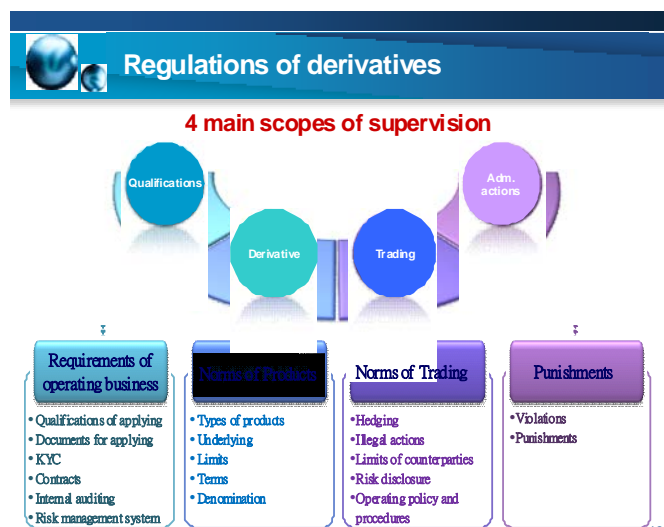 Regulations of derivatives
4 main scopes of supervision
Qualifications
Adm.
actions
Derivative
Trading
Requirements of
operating business
Norms of Products
Norms of Trading
Punishments
• Qualifications of applying
• Documents for applying
• KYC
• Contracts
• Internal auditing
• Risk management system
• Types of products
• Underlying
• Limits
• Terms
• Denomination
• Hedging
• Illegal actions
• Limits of counterparties
• Risk disclosure
• Operating policy and
procedures
• Violations
• Punishments